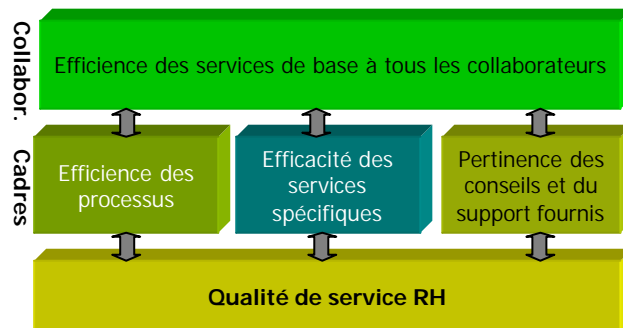 Collabor.
Efficience des services de base à tous les collaborateurs
Cadres
Efficience des
processus
Efficacité des
services
spécifiques
Pertinence des
conseils et du
support fournis
Qualité de service RH